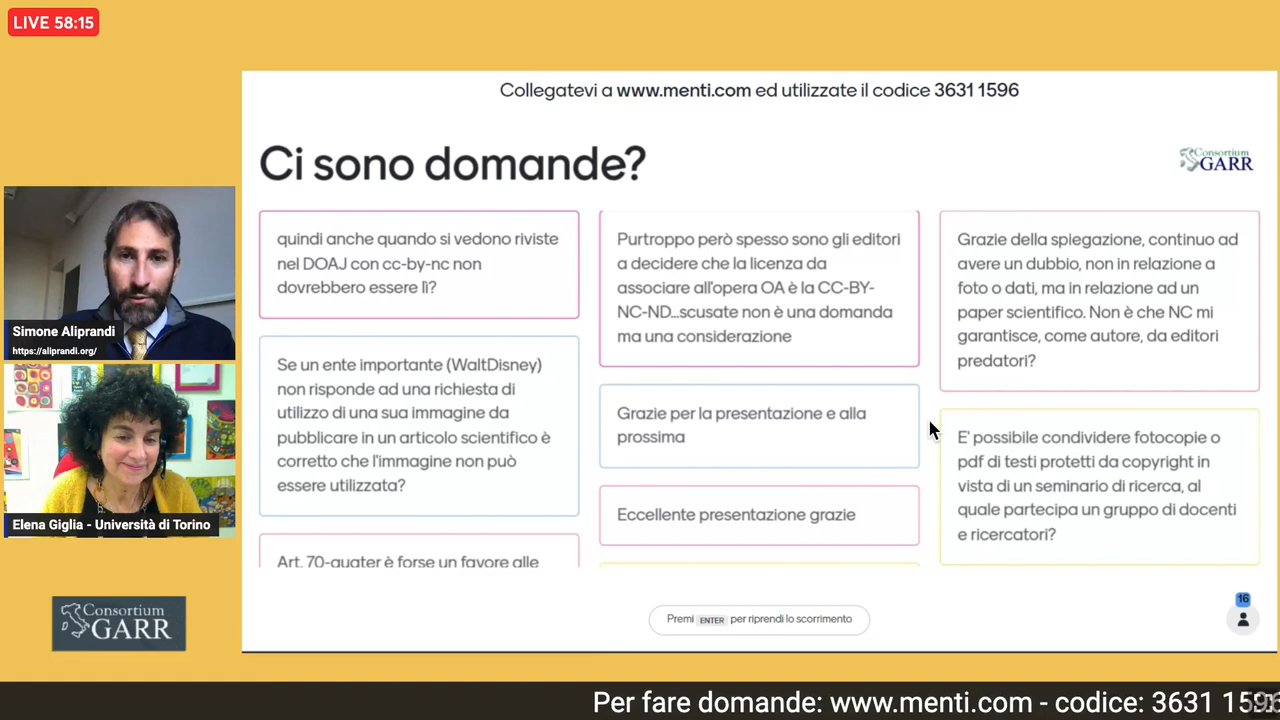 LIVE 58:15
Collegatevi a www.menti.com ed utilizzate il codice 3631 1596
Ci sono domande?
Consortium
GARR
quindi anche quando si vedono riviste
nel DOAJ con cc-by-nc non
dovrebbero essere lì?
Se un ente importante (WaltDisney)
non risponde ad una richiesta di
utilizzo di una sua immagine da
pubblicare in un articolo scientifico è
corretto che l'immagine non può
essere utilizzata?
Art. 70-quater è forse un favore alle
Purtroppo però spesso sono gli editori
a decidere che la licenza da
associare all'opera OA è la CC-BY-
NC-ND...scusate non è una domanda
ma una considerazione
Grazie per la presentazione e alla
prossima
Eccellente presentazione grazie
Grazie della spiegazione, continuo ad
avere un dubbio, non in relazione a
foto o dati, ma in relazione ad un
paper scientifico. Non è che NC mi
garantisce, come autore, da editori
predatori?
E' possibile condividere fotocopie o
pdf di testi protetti da copyright in
vista di un seminario di ricerca, al
quale partecipa un gruppo di docenti
e ricercatori?
Simone Aliprandi
https://aliprandi.org/
Elena Giglia - Università di Torino
Consortium
GARR
Premi ENTER per riprendi lo scorrimento
16
Per fare domande: www.menti.com - codice: 3631 1596